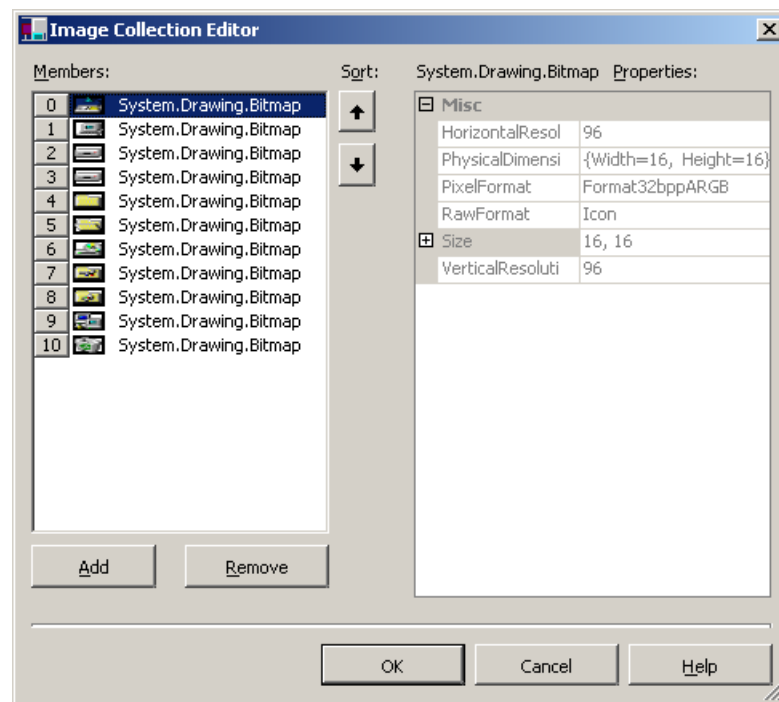 Image Collection Editor
Members:
Sort:
System.Drawing.Bitmap Properties:
0 System.Drawing.Bitmap
1 System.Drawing.Bitmap
2 System.Drawing.Bitmap
3 System.Drawing.Bitmap
4 System.Drawing.Bitmap
5 System.Drawing.Bitmap
6 System.Drawing.Bitmap
7 System.Drawing.Bitmap
8 System.Drawing.Bitmap
9 System.Drawing.Bitmap
10 System.Drawing.Bitmap
Misc
HorizontalResol 96
PhysicalDimensi {Width=16, Height=16}
PixelFormat Format32bppARGB
RawFormat Icon
Size 16, 16
VerticalResoluti 96
Add
Remove
OK
Cancel
Help